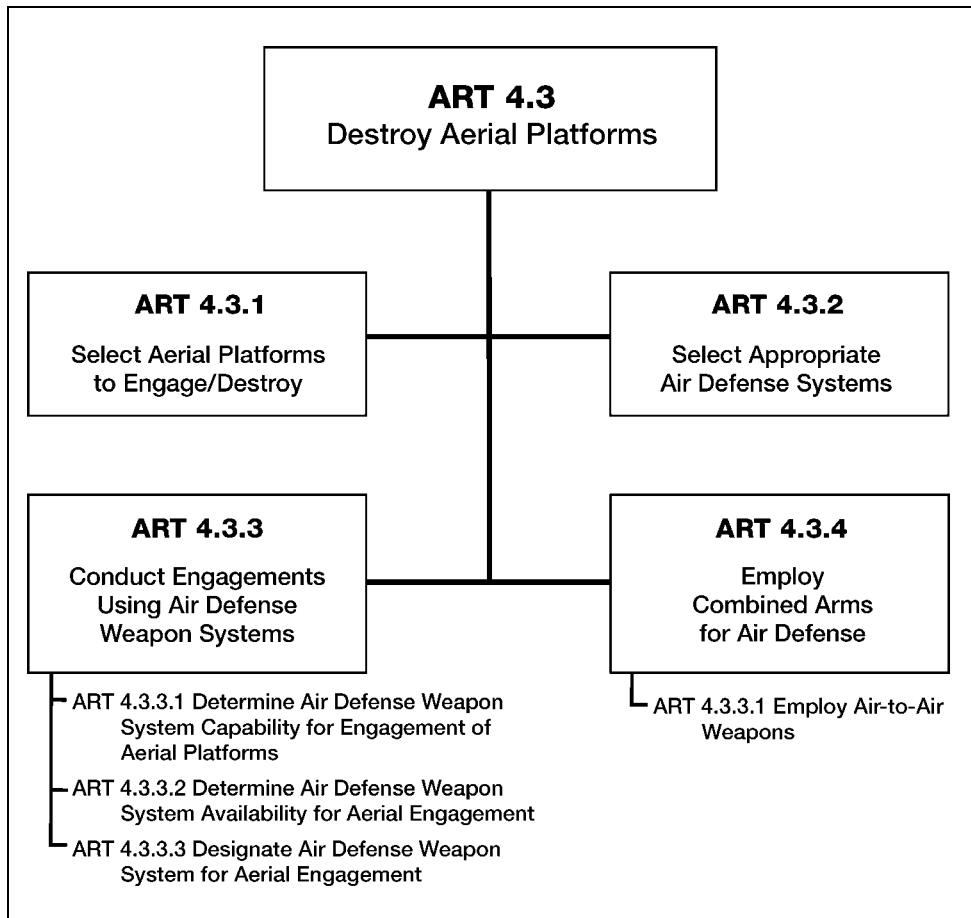 ART 4.3
Destroy Aerial Platforms
ART 4.3.1
Select Aerial Platforms
to Engage/Destroy
ART 4.3.2
Select Appropriate
Air Defense Systems
ART 4.3.3
Conduct Engagements
Using Air Defense
Weapon Systems
ART 4.3.3.1 Determine Air Defense Weapon
System Capability for Engagement of
Aerial Platforms
ART 4.3.3.2 Determine Air Defense Weapon
System Availability for Aerial Engagement
ART 4.3.3.3 Designate Air Defense Weapon
System for Aerial Engagement
ART 4.3.4
Employ
Combined Arms
for Air Defense
ART 4.3.3.1 Employ Air-to-Air
Weapons